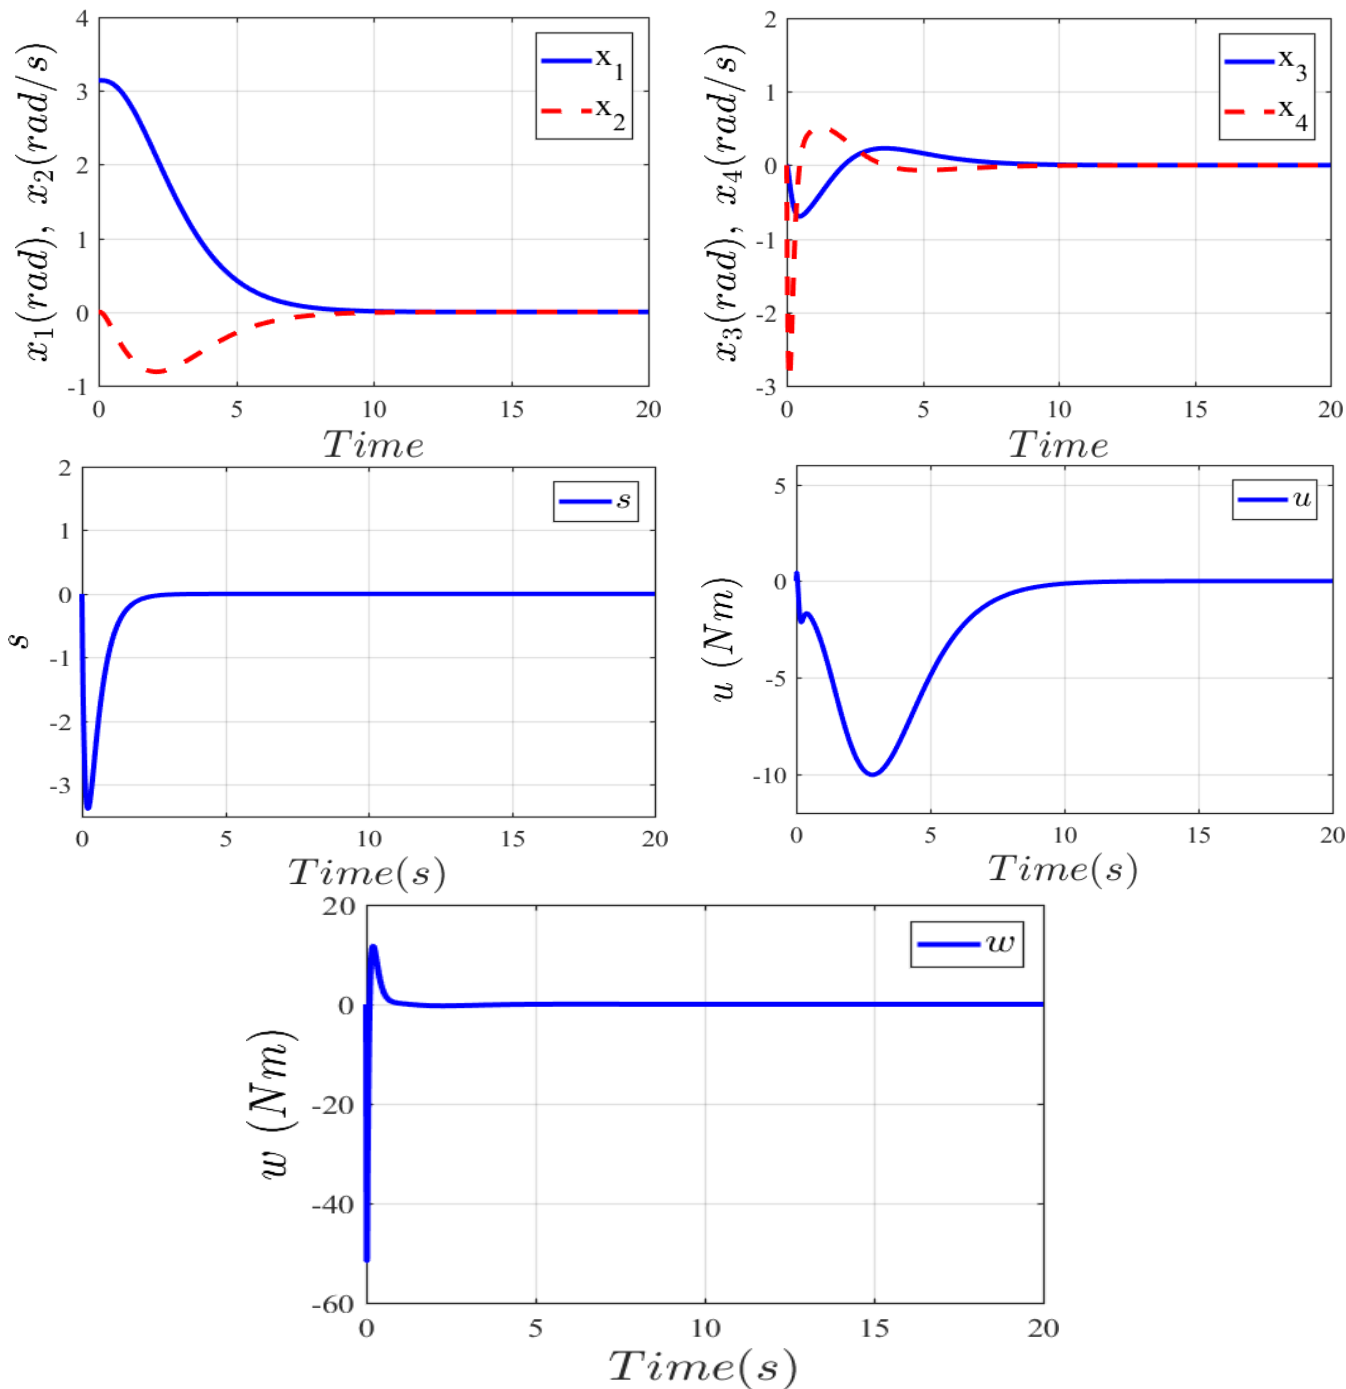 x₁(rad), x₂(rad/s)
4
3
2
1
0
-1
x₁
x₂
0 5 10 15 20
Time
x₃(rad), x₄(rad/s)
2
1
0
-1
-2
-3
x₃
x₄
0 5 10 15 20
Time
s
2
1
0
-1
-2
-3
s
0 5 10 15 20
Time(s)
u (Nm)
5
0
-5
-10
u
0 5 10 15 20
Time(s)
w (Nm)
20
0
-20
-40
-60
w
0 5 10 15 20
Time(s)